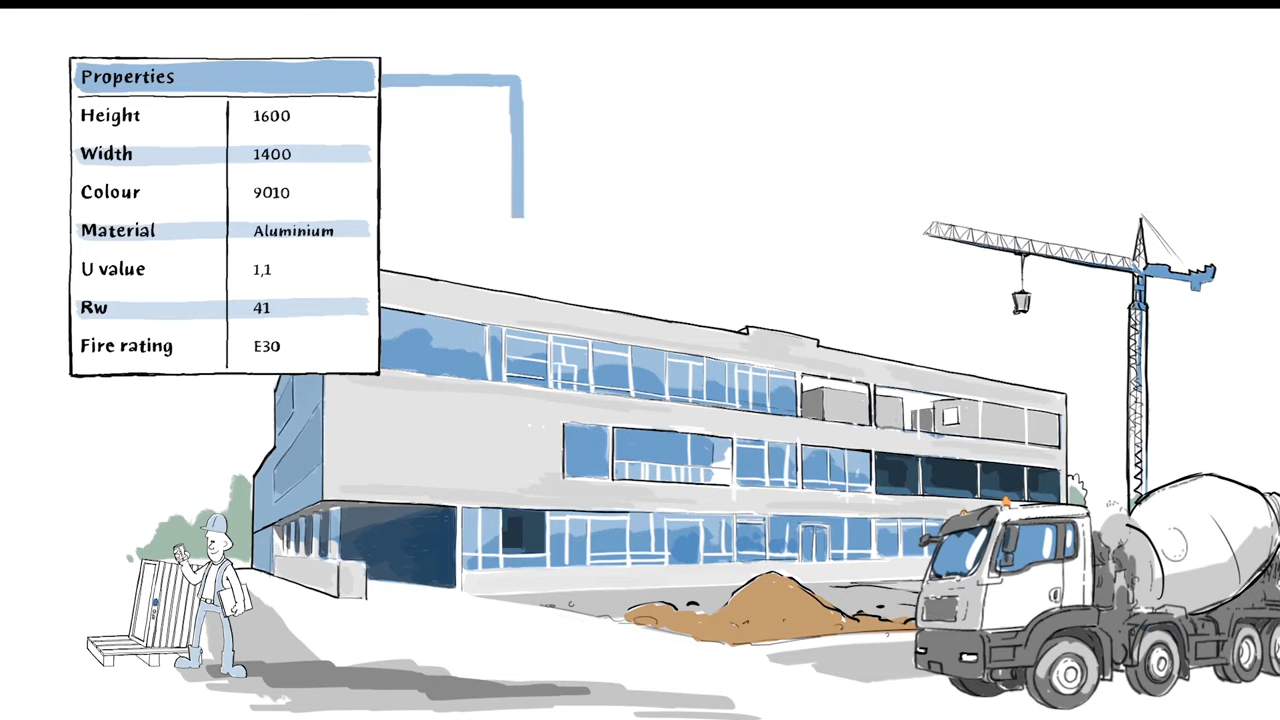 Properties
Height 1600
Width 1400
Colour 9010
Material Aluminium
U value 1,1
Rw 41
Fire rating E30